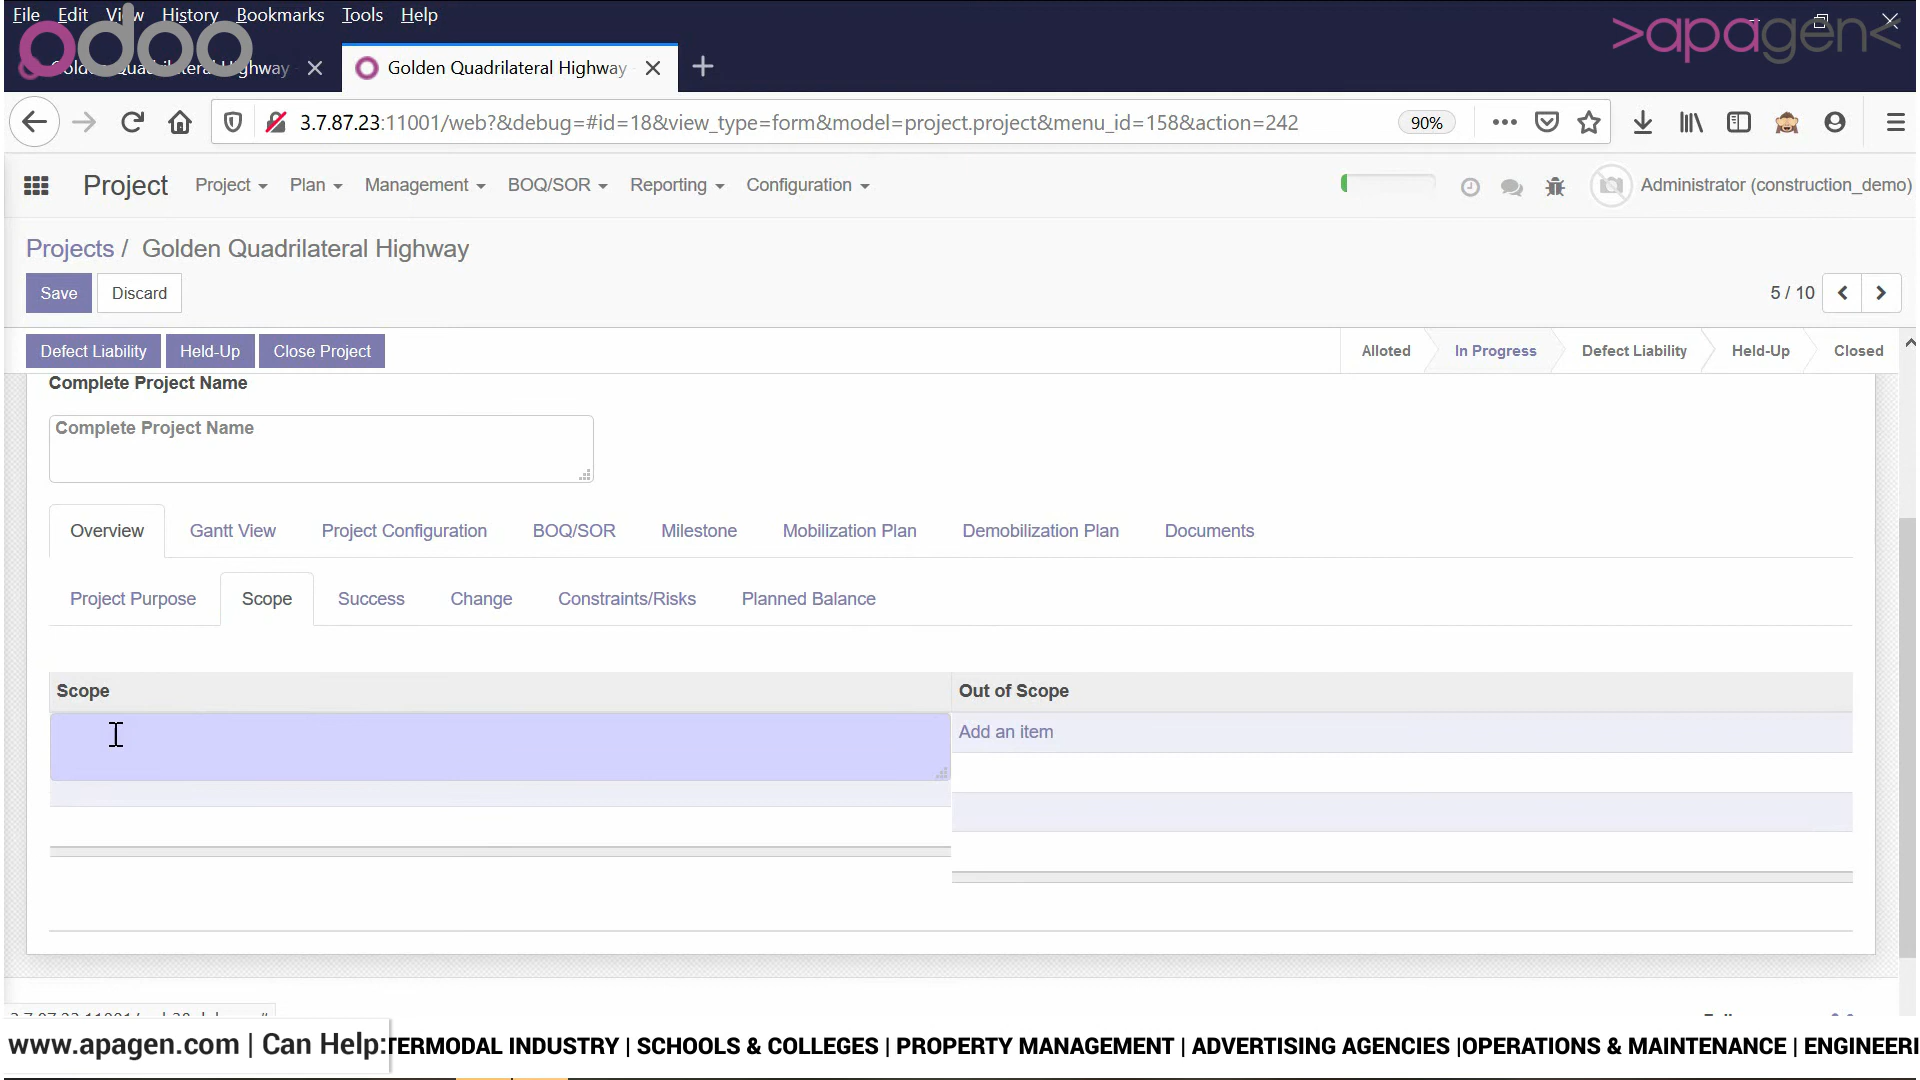 File Edit View History Bookmarks Tools Help
odoo
>apagen<
Golden Quadrilateral Highway
Golden Quadrilateral Highway
3.7.87.23:11001/web?&debug=#id=18&view_type=form&model=project.project&menu_id=158&action=242
90%
Project Project Plan Management BOQ/SOR Reporting Configuration
Administrator (construction_demo)
Projects / Golden Quadrilateral Highway
Save Discard
5 / 10
Defect Liability Held-Up Close Project
Alloted In Progress Defect Liability Held-Up Closed
Complete Project Name
Complete Project Name
Overview Gantt View Project Configuration BOQ/SOR Milestone Mobilization Plan Demobilization Plan Documents
Project Purpose Scope Success Change Constraints/Risks Planned Balance
Scope Out of Scope
Add an item
www.apagen.com | Can Help: TERMODAL INDUSTRY | SCHOOLS & COLLEGES | PROPERTY MANAGEMENT | ADVERTISING AGENCIES |OPERATIONS & MAINTENANCE | ENGINEERI